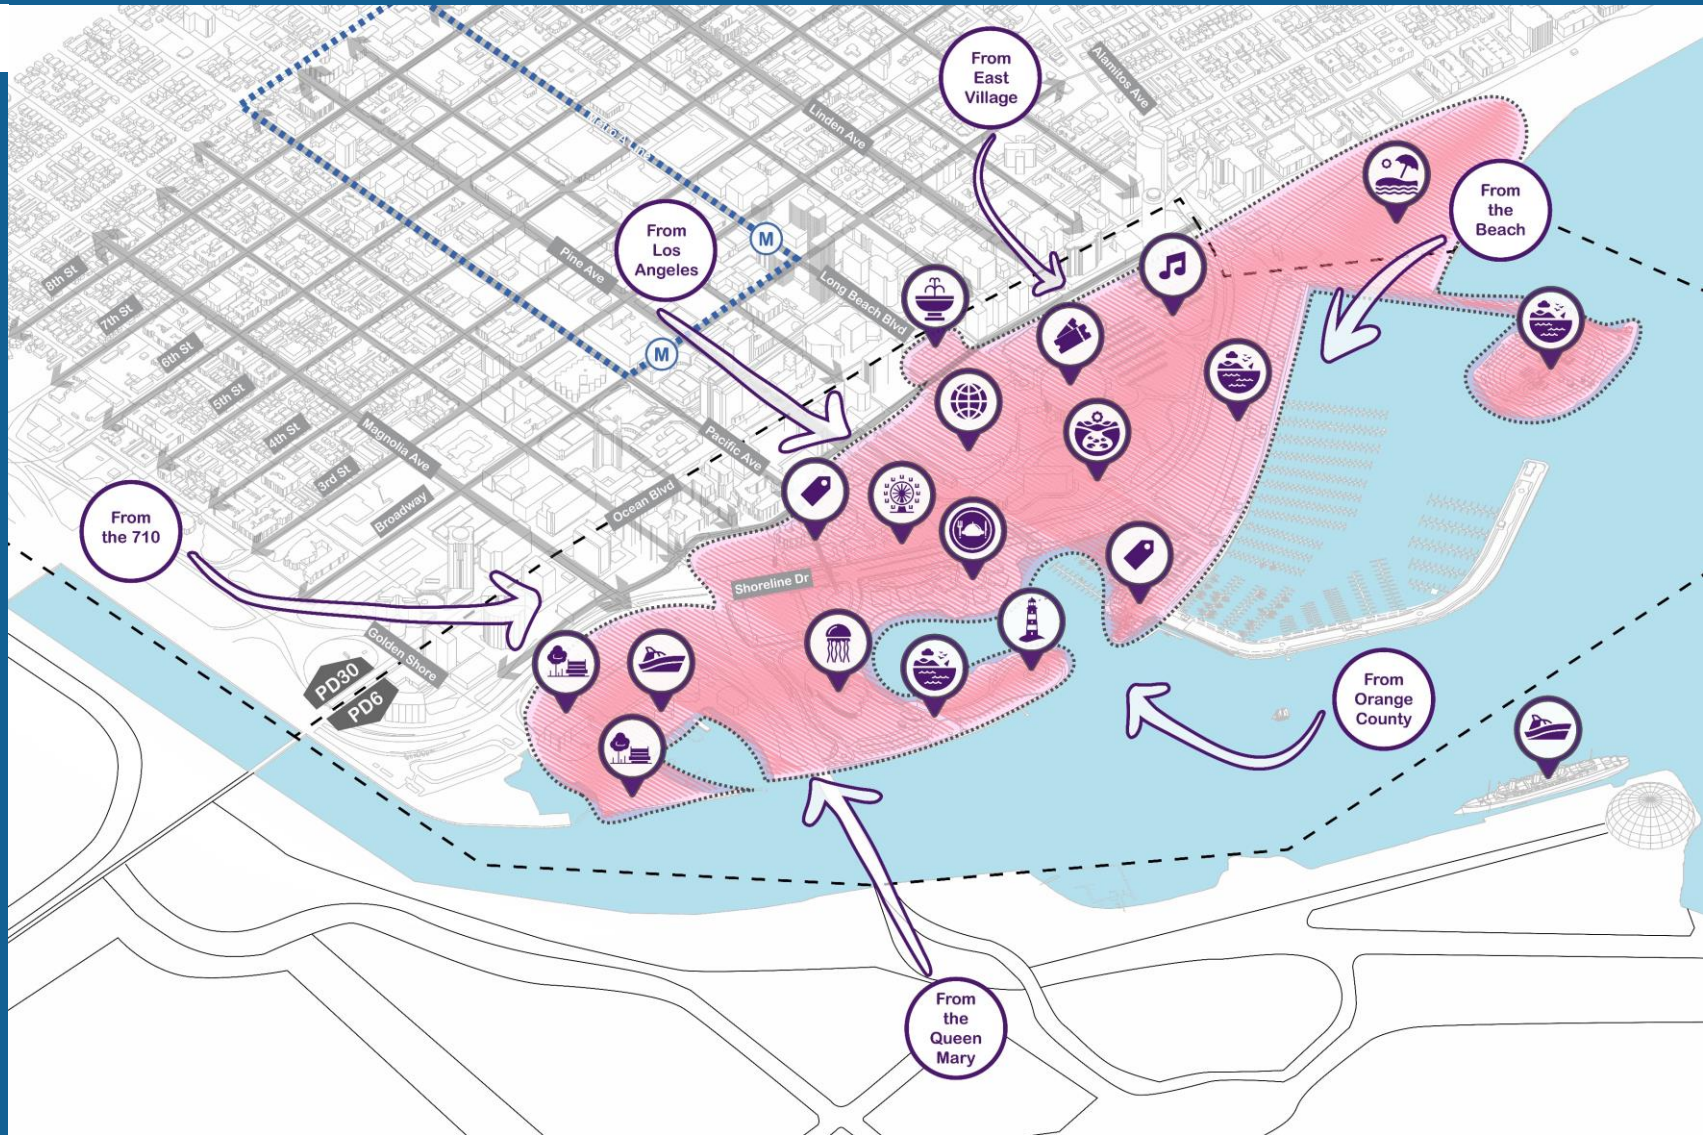 From
East
Village
Alamitos Ave
Linden Ave
Metro A Line
From
Los
Angeles
From
the
Beach
M
8th St
Pine Ave
Long Beach Blvd
7th St
6th St
M
5th St
4th St
Magnolia Ave
Pacific Ave
3rd St
Broadway
Ocean Blvd
From
the 710
Shoreline Dr
Golden Shore
PD30
PD6
From
Orange
County
From
the
Queen
Mary